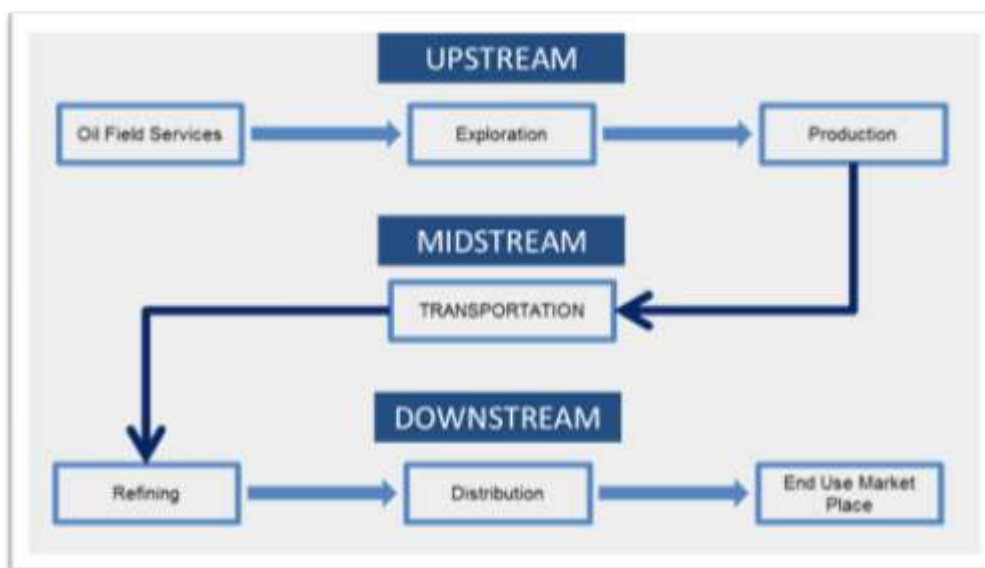 UPSTREAM
Oil Field Services
Exploration
Production
MIDSTREAM
TRANSPORTATION
DOWNSTREAM
Refining
Distribution
End Use Market
Place